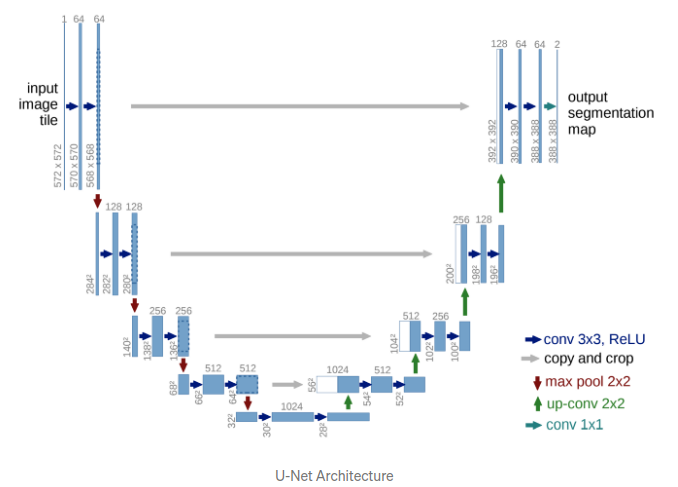 1 64 64
128 64 64 2
input
image
tile
output
segmentation
map
572 x 572
570 x 570
568 x 568
392 x 392
390 x 390
388 x 388
388 x 388
128 128
256 128
284²
282²
280²
200²
198²
196²
256 256
512 256
140²
138²
136²
104²
102²
100²
512 512
1024 512
68²
66²
64²
56²
54²
52²
1024
32²
30²
28²
conv 3x3, ReLU
copy and crop
max pool 2x2
up-conv 2x2
conv 1x1
U-Net Architecture